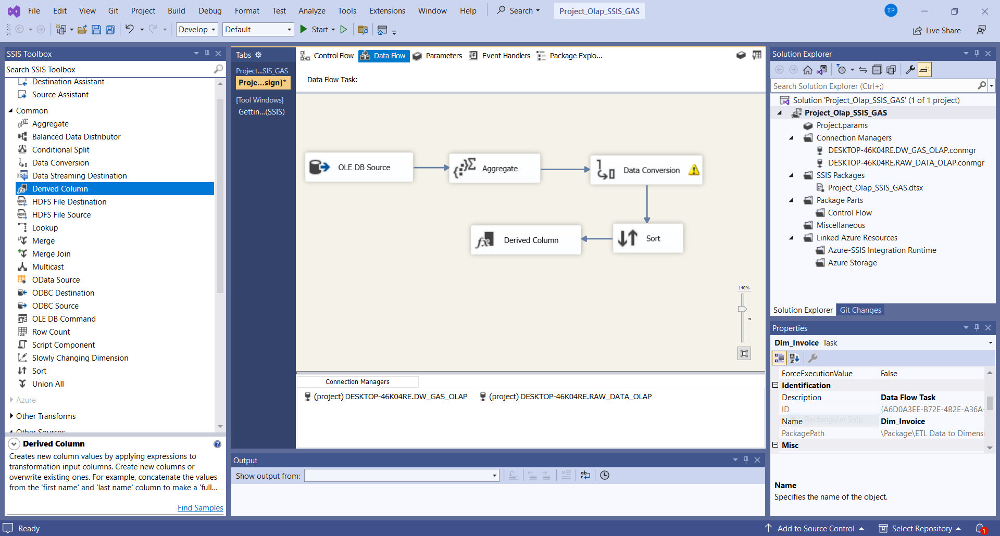 File Edit View Git Project Build Debug Format Test Analyze Tools Extensions Window Help Search Project_Olap_SSIS_GAS TP
Develop Default Start Live Share
SSIS Toolbox
Search SSIS Toolbox
Destination Assistant
Source Assistant
Common
Aggregate
Balanced Data Distributor
Conditional Split
Data Conversion
Data Streaming Destination
Derived Column
HDFS File Destination
HDFS File Source
Lookup
Merge
Merge Join
Multicast
OData Source
ODBC Destination
ODBC Source
OLE DB Command
Row Count
Script Component
Slowly Changing Dimension
Sort
Union All
Azure
Other Transforms
Other Sources
Derived Column
Creates new column values by applying expressions to
transformation input columns. Create new columns or
overwrite existing ones. For example, concatenate the values
from the 'first name' and 'last name' column to make a 'full...
Find Samples
Tabs
Project...SIS_GAS
Proje...sign]*
[Tool Windows]
Gettin...(SSIS)
Control Flow Data Flow Parameters Event Handlers Package Explo...
Data Flow Task:
OLE DB Source
Aggregate
Data Conversion
Derived Column
Sort
140%
Connection Managers
(project) DESKTOP-46K04RE.DW_GAS_OLAP (project) DESKTOP-46K04RE.RAW_DATA_OLAP
Output
Show output from:
Solution Explorer
Search Solution Explorer (Ctrl+;)
Solution 'Project_Olap_SSIS_GAS' (1 of 1 project)
Project_Olap_SSIS_GAS
Project.params
Connection Managers
DESKTOP-46K04RE.DW_GAS_OLAP.conmgr
DESKTOP-46K04RE.RAW_DATA_OLAP.conmgr
SSIS Packages
Project_Olap_SSIS_GAS.dtsx
Package Parts
Control Flow
Miscellaneous
Linked Azure Resources
Azure-SSIS Integration Runtime
Azure Storage
Solution Explorer Git Changes
Properties
Dim_Invoice Task
ForceExecutionValue False
Identification
Description Data Flow Task
ID {A6D0A3EE-B72E-4B2E-A36A-
Rectangular Snip
Name Dim_Invoice
PackagePath \Package\ETL Data to Dimensi
Misc
Name
Specifies the name of the object.
Ready Add to Source Control Select Repository 1